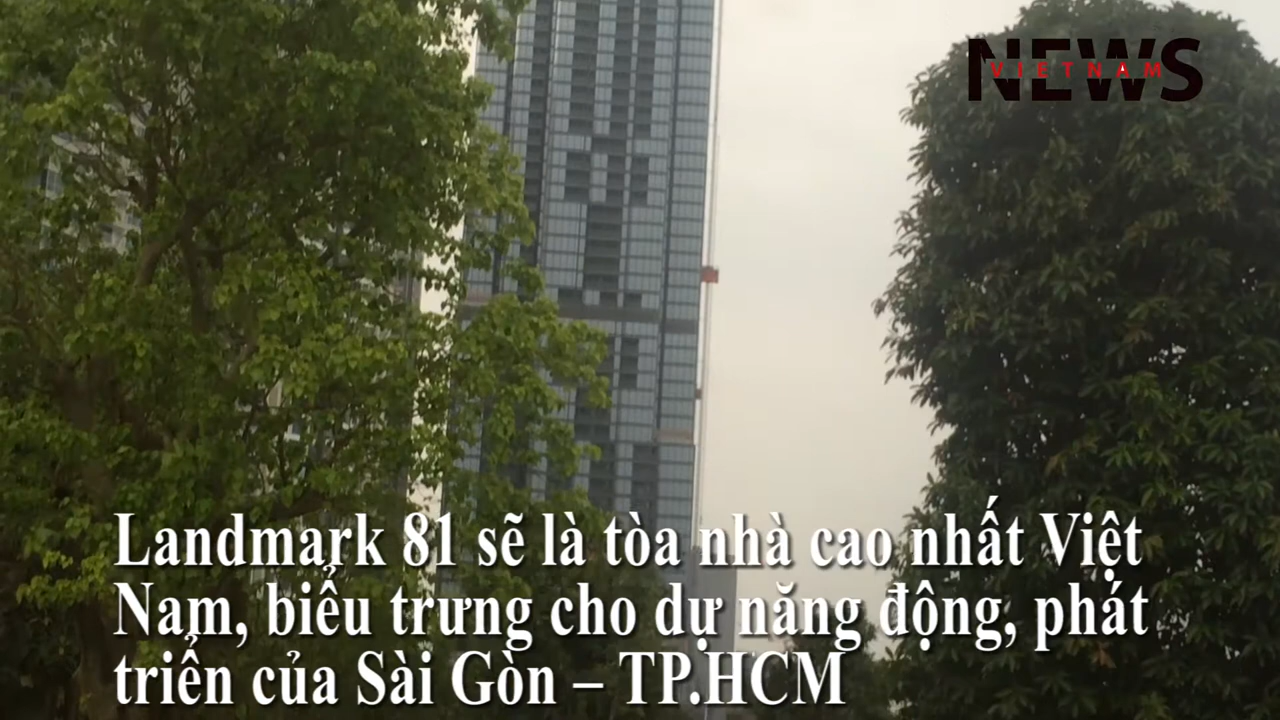 NEWS
VIETNAM
Landmark 81 sẽ là tòa nhà cao nhất Việt
Nam, biểu trưng cho dự năng động, phát
triển của Sài Gòn – TP.HCM